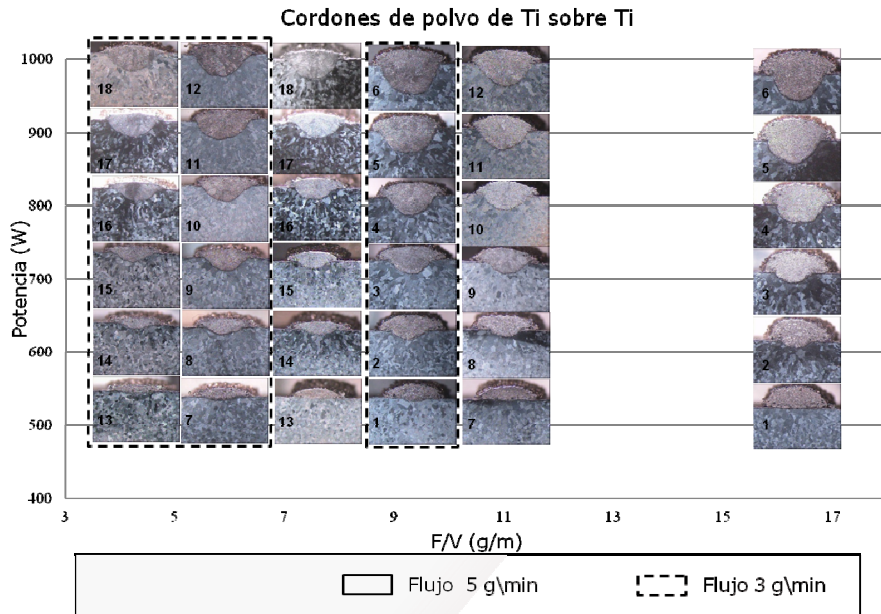 Cordones de polvo de Ti sobre Ti
Potencia (W)
1000
18 12 18 6 12 6
900
17 11 17 5 11 5
800
16 10 16 4 10 4
700
15 9 15 3 9 3
600
14 8 14 2 8 2
500
13 7 13 1 7 1
400
3 5 7 9 11 13 15 17
F/V (g/m)
Flujo 5 g\min Flujo 3 g\min